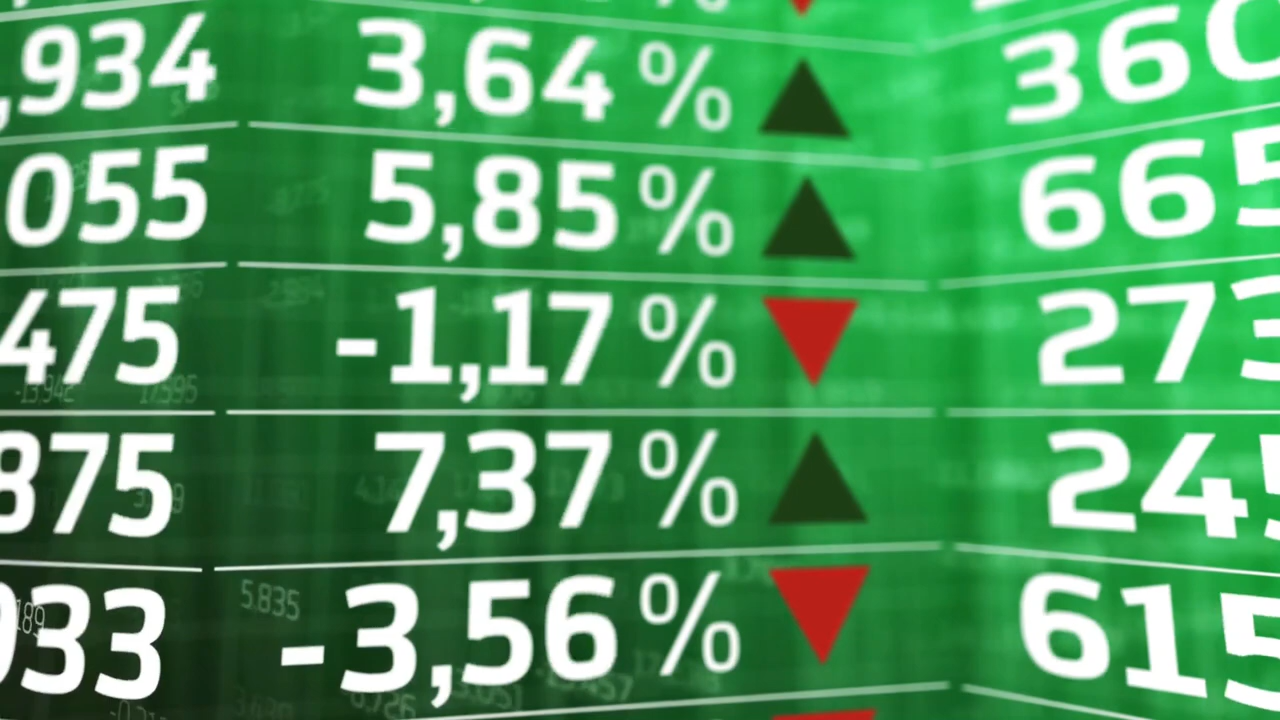 ,934 3,64 % 360
055 5,85 % 665
475 -1,17 % 273
875 7,37 % 245
933 -3,56 % 615
5.835